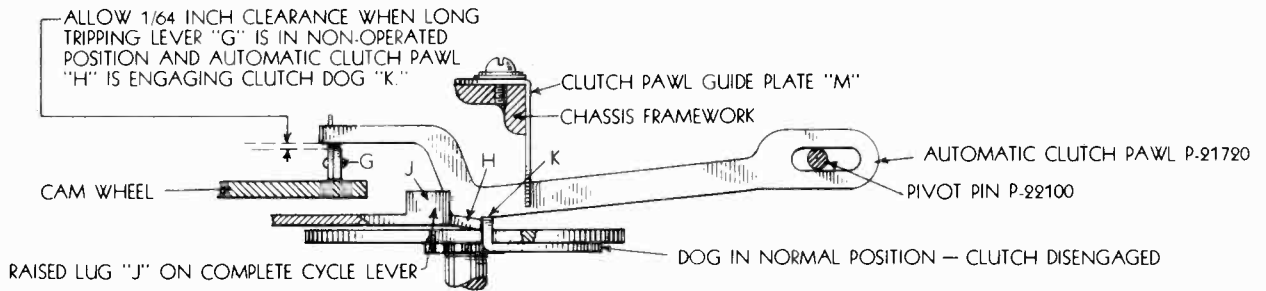 ALLOW 1/64 INCH CLEARANCE WHEN LONG
TRIPPING LEVER "G" IS IN NON-OPERATED
POSITION AND AUTOMATIC CLUTCH PAWL
"H" IS ENGAGING CLUTCH DOG "K."
CLUTCH PAWL GUIDE PLATE "M"
CHASSIS FRAMEWORK
G
J
H
K
AUTOMATIC CLUTCH PAWL P-21720
CAM WHEEL
PIVOT PIN P-22100
RAISED LUG "J" ON COMPLETE CYCLE LEVER
DOG IN NORMAL POSITION — CLUTCH DISENGAGED